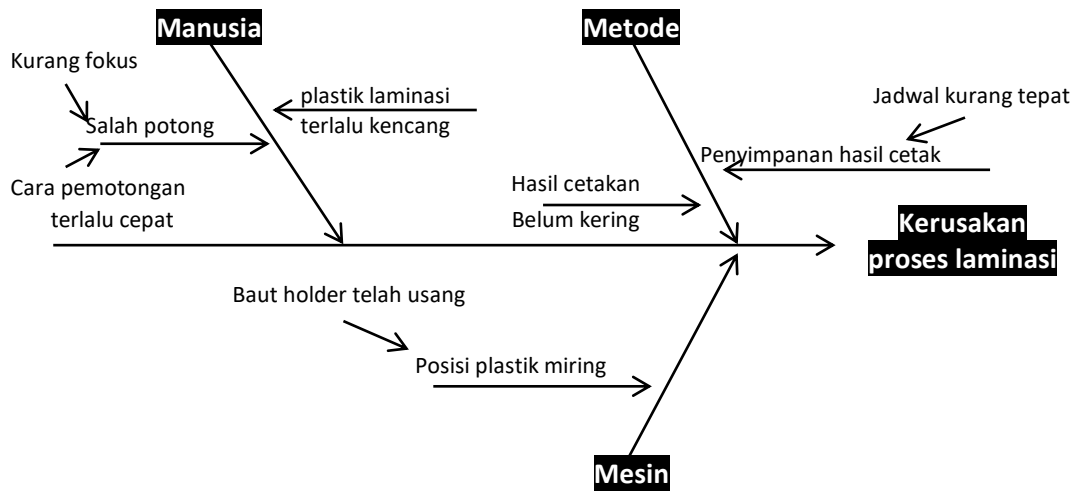 Manusia
Metode
Kurang fokus
plastik laminasi
terlalu kencang
Jadwal kurang tepat
Salah potong
Penyimpanan hasil cetak
Cara pemotongan
terlalu cepat
Hasil cetakan
Belum kering
Kerusakan
proses laminasi
Baut holder telah usang
Posisi plastik miring
Mesin